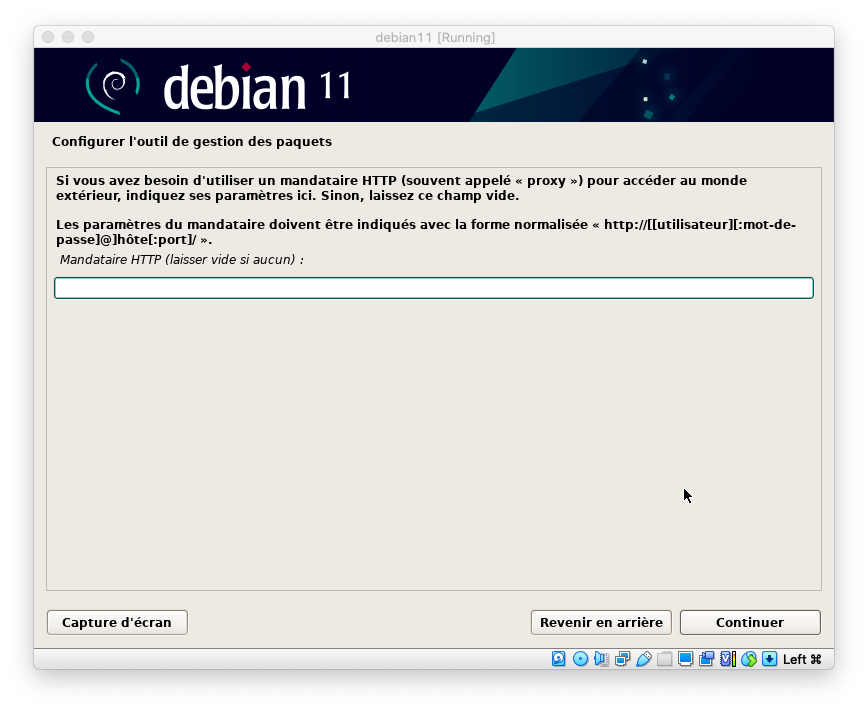 debian11 [Running]
debian 11
Configurer l'outil de gestion des paquets
Si vous avez besoin d'utiliser un mandataire HTTP (souvent appelé « proxy ») pour accéder au monde
extérieur, indiquez ses paramètres ici. Sinon, laissez ce champ vide.
Les paramètres du mandataire doivent être indiqués avec la forme normalisée « http://[[utilisateur][:mot-de-
passe]@]hôte[:port]/ ».
Mandataire HTTP (laisser vide si aucun) :
Capture d'écran
Revenir en arrière
Continuer
Left ⌘